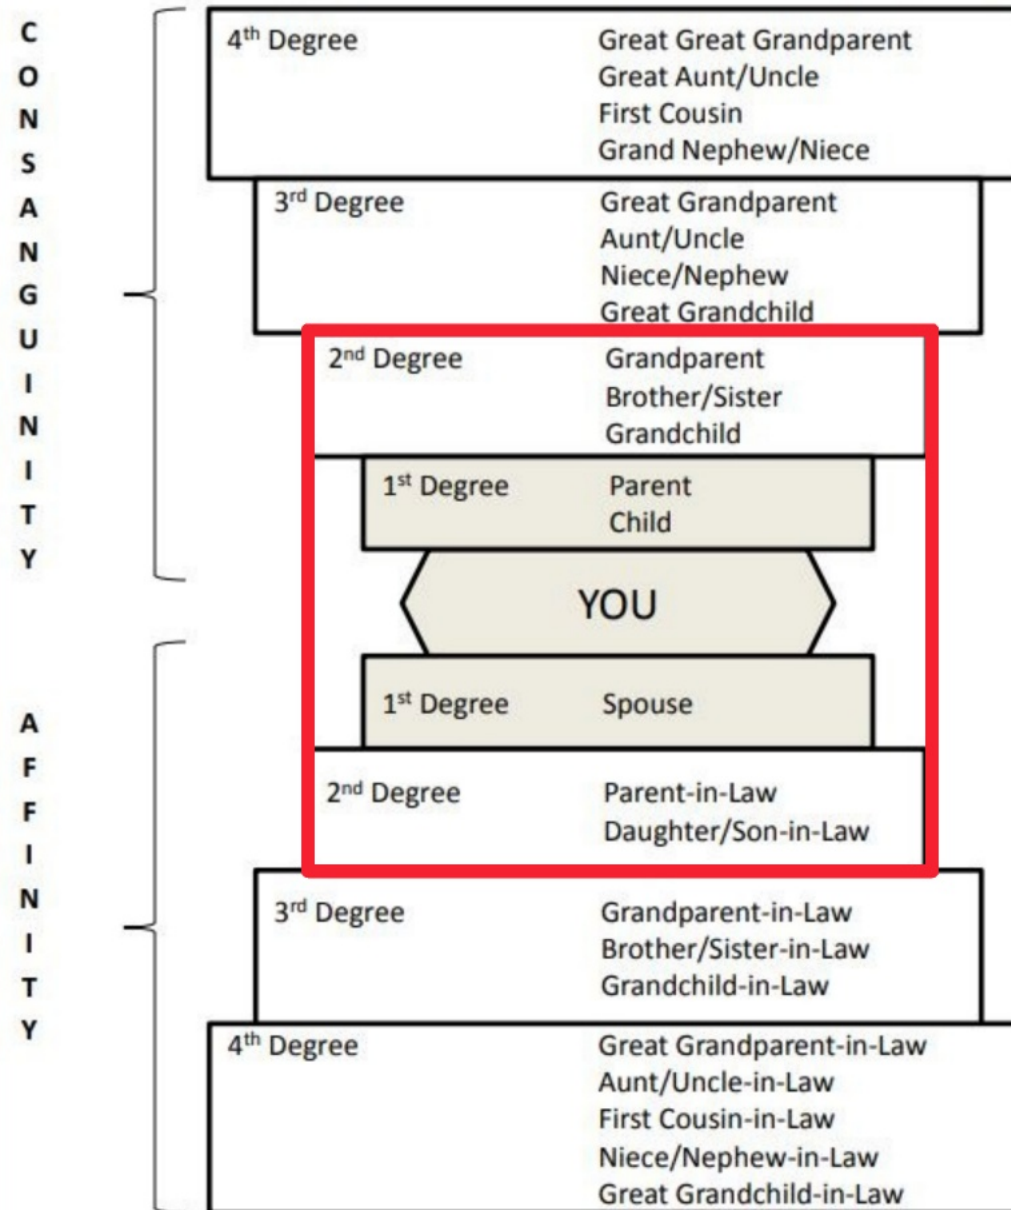 CONSANGUINITY
4th Degree Great Great Grandparent
Great Aunt/Uncle
First Cousin
Grand Nephew/Niece
3rd Degree Great Grandparent
Aunt/Uncle
Niece/Nephew
Great Grandchild
2nd Degree Grandparent
Brother/Sister
Grandchild
1st Degree Parent
Child
YOU
AFFINITY
1st Degree Spouse
2nd Degree Parent-in-Law
Daughter/Son-in-Law
3rd Degree Grandparent-in-Law
Brother/Sister-in-Law
Grandchild-in-Law
4th Degree Great Grandparent-in-Law
Aunt/Uncle-in-Law
First Cousin-in-Law
Niece/Nephew-in-Law
Great Grandchild-in-Law